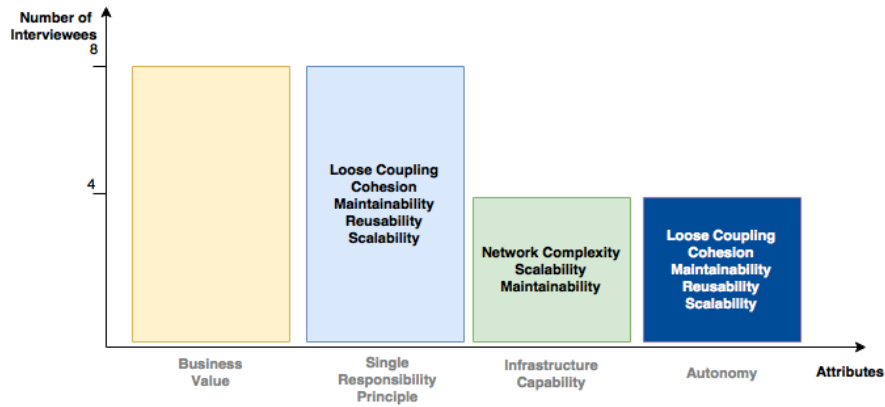 Number of
Interviewees
8
4
Loose Coupling
Cohesion
Maintainability
Reusability
Scalability
Network Complexity
Scalability
Maintainability
Loose Coupling
Cohesion
Maintainability
Reusability
Scalability
Business
Value
Single
Responsibility
Principle
Infrastructure
Capability
Autonomy
Attributes